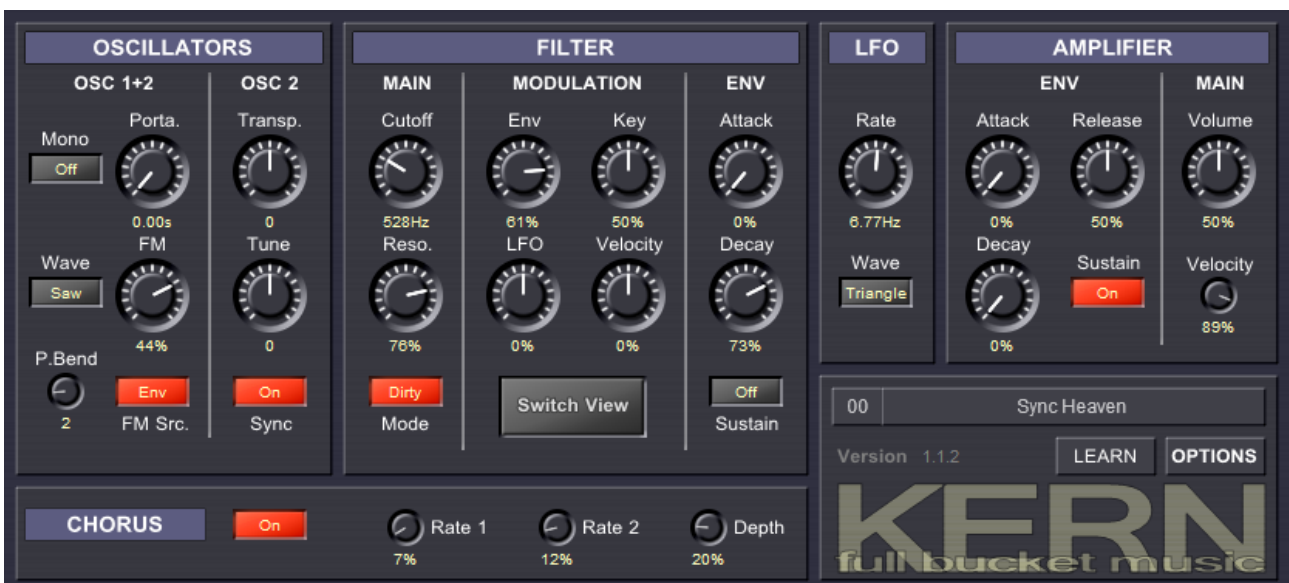 OSCILLATORS
OSC 1+2
OSC 2
Mono
Off
Porta.
0.00s
Transp.
0
Wave
Saw
FM
44%
Tune
0
P.Bend
2
Env
FM Src.
On
Sync
FILTER
MAIN
MODULATION
ENV
Cutoff
528Hz
Env
61%
Key
50%
Attack
0%
Reso.
76%
LFO
0%
Velocity
0%
Decay
73%
Dirty
Mode
Switch View
Off
Sustain
LFO
Rate
6.77Hz
Wave
Triangle
AMPLIFIER
ENV
MAIN
Attack
0%
Release
50%
Volume
50%
Decay
0%
Sustain
On
Velocity
89%
CHORUS
On
Rate 1
7%
Rate 2
12%
Depth
20%
00
Sync Heaven
Version 1.1.2
LEARN
OPTIONS
KERN
full bucket music